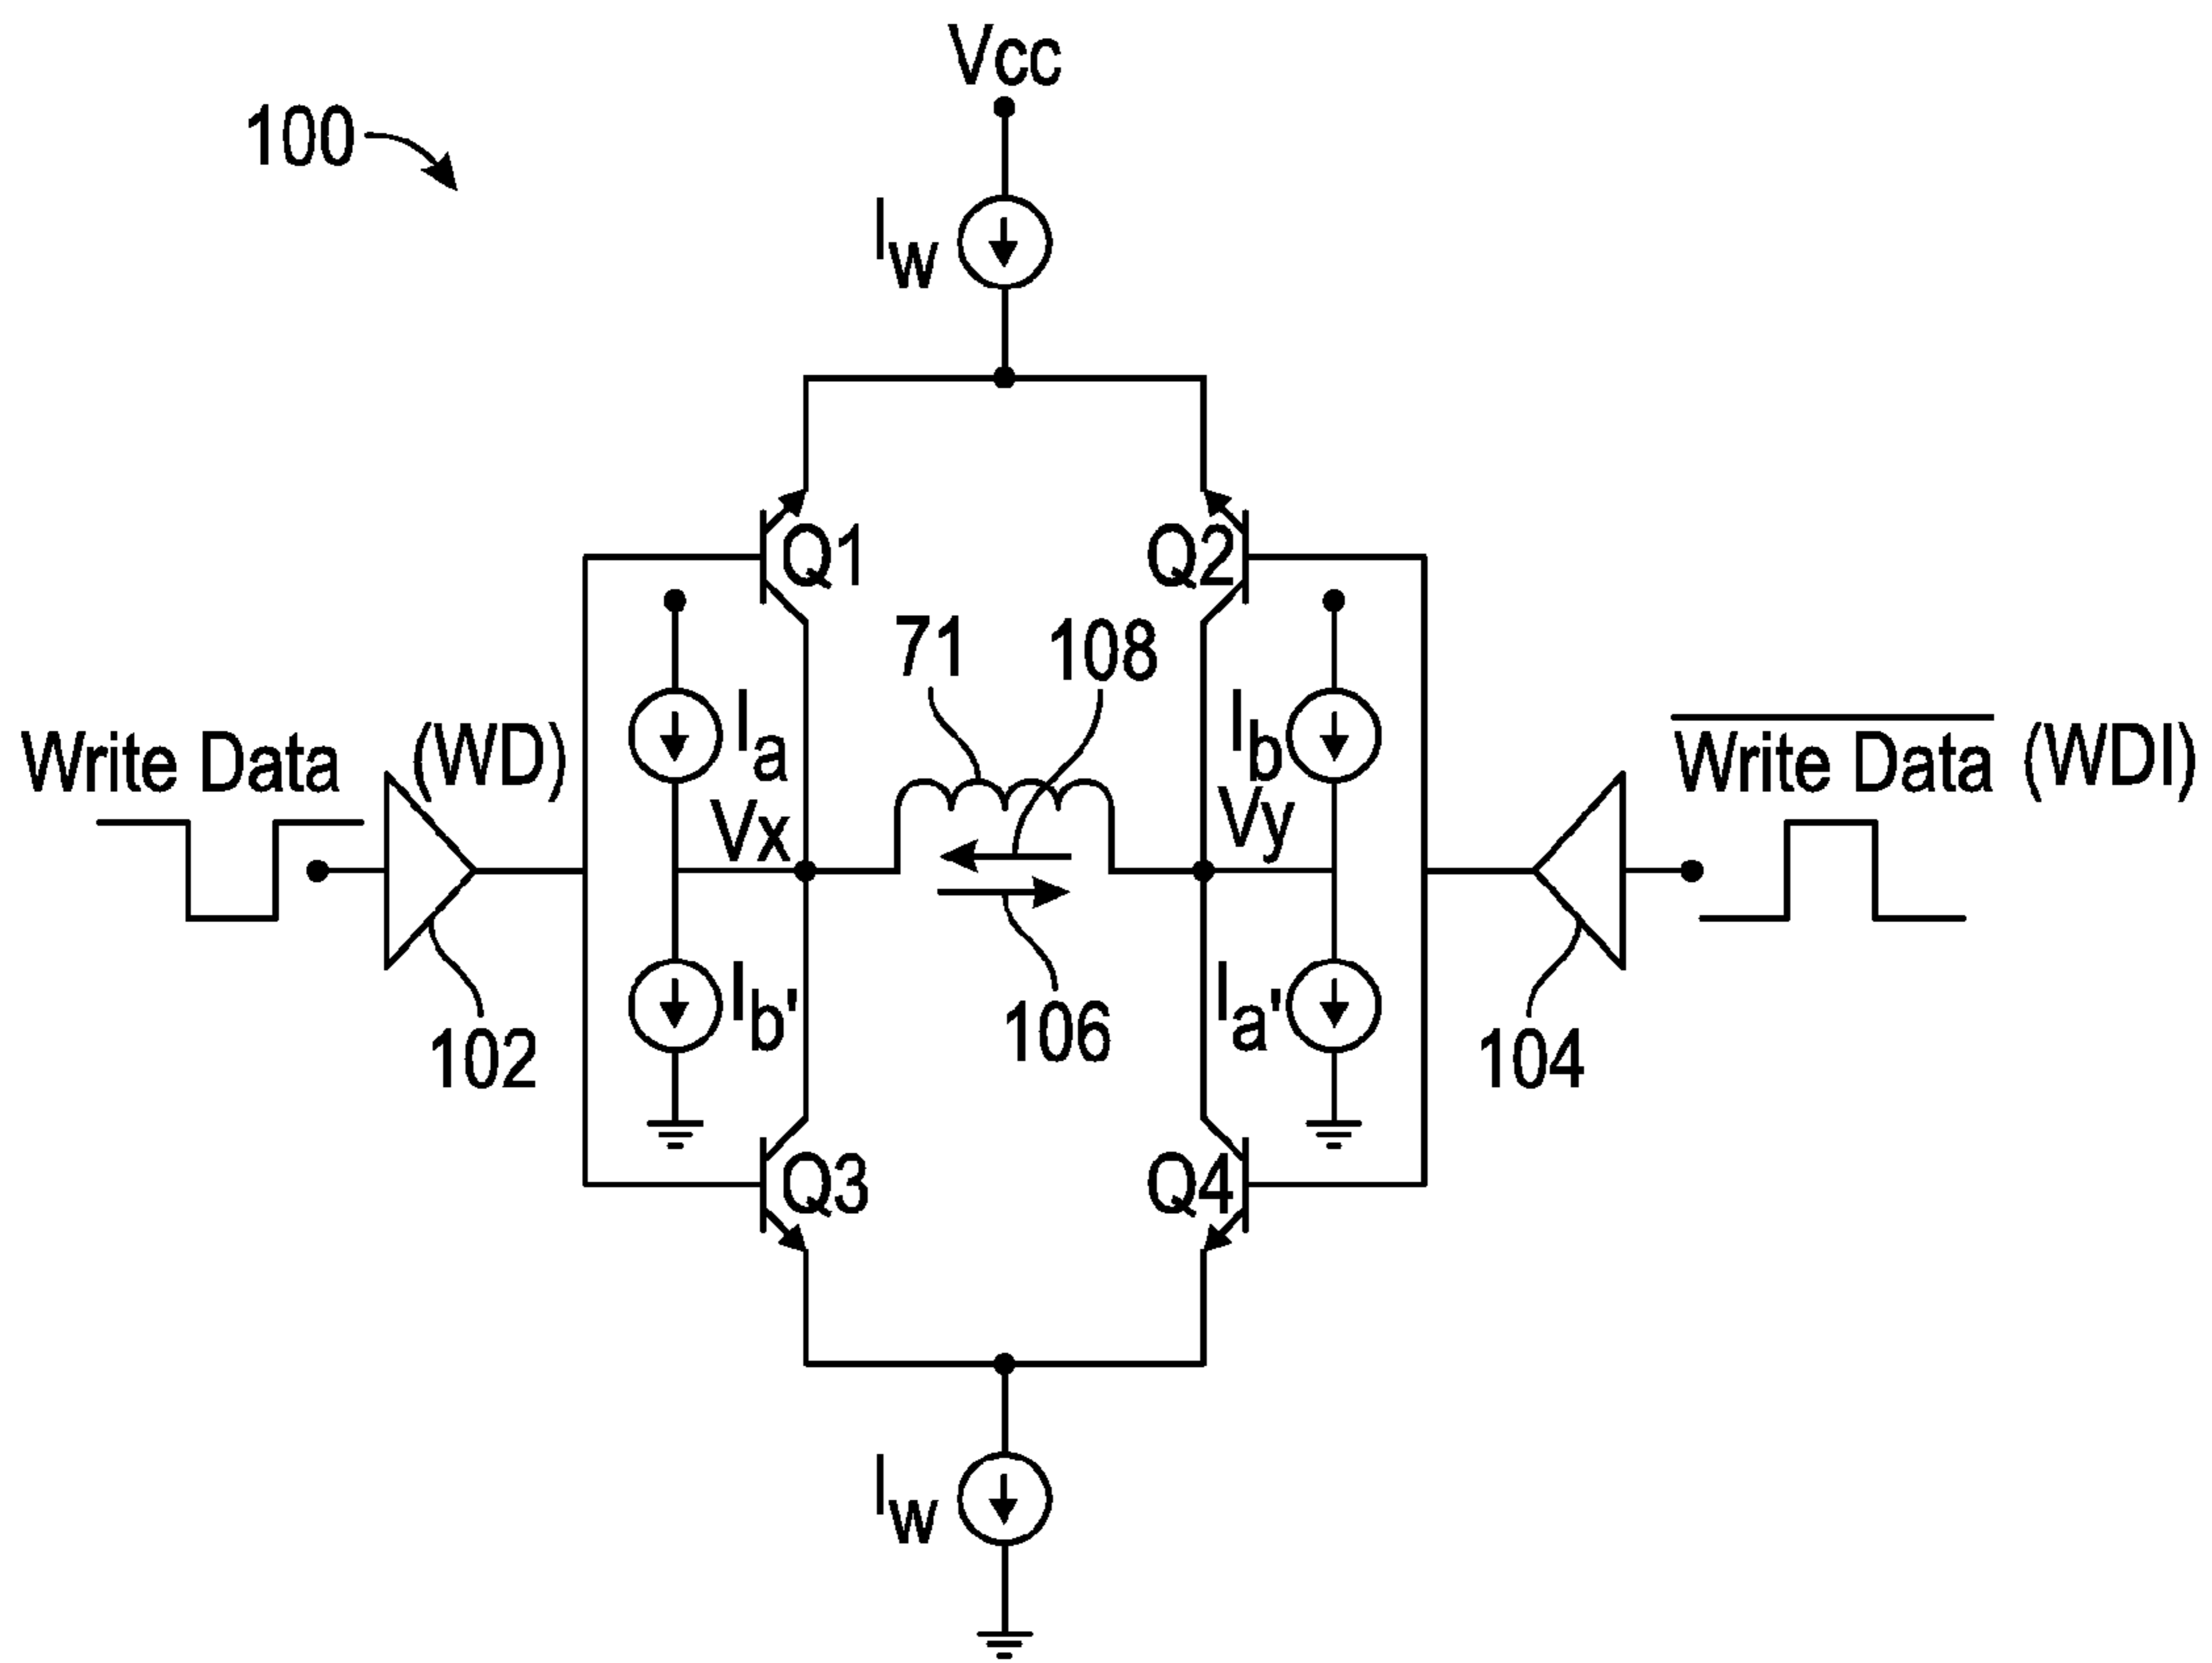 Vcc
100
Iw
Q1
Q2
71
108
Ia
Ib
Write Data (WD)
Write Data (WDI)
Vx
Vy
Ib'
Ia'
106
102
104
Q3
Q4
Iw